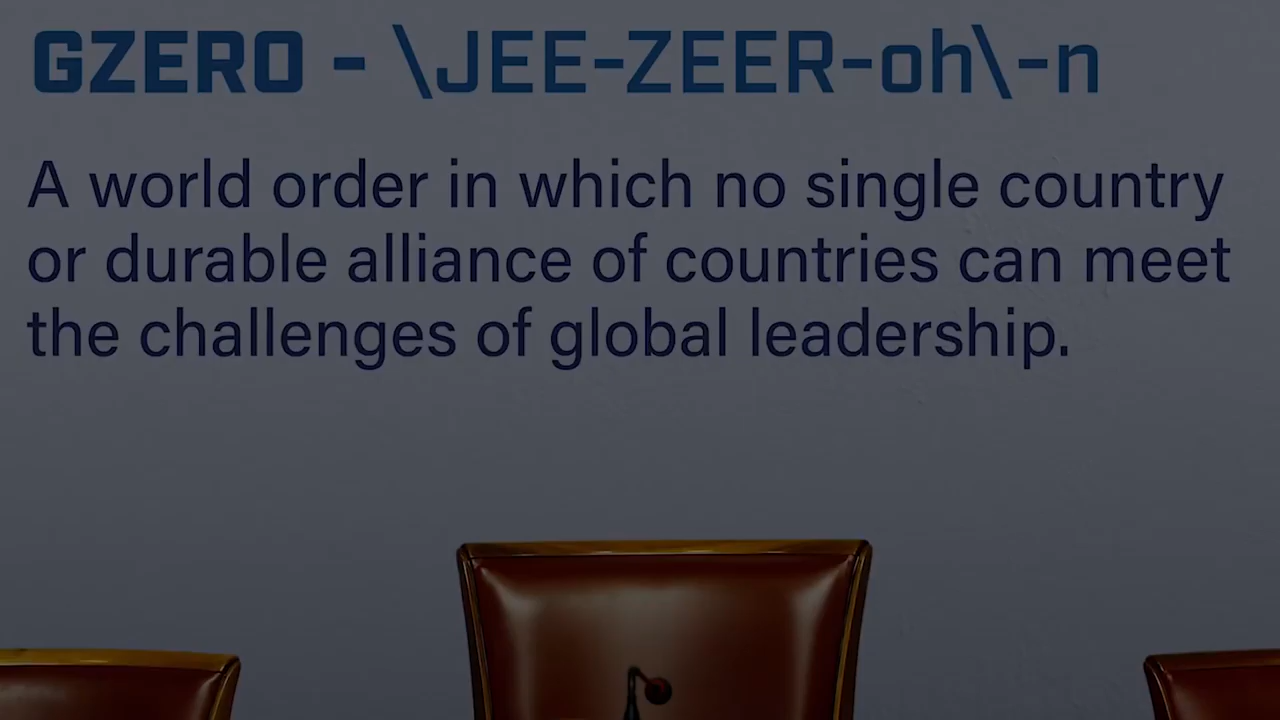 GZERO - \JEE-ZEER-oh\-n
A world order in which no single country
or durable alliance of countries can meet
the challenges of global leadership.